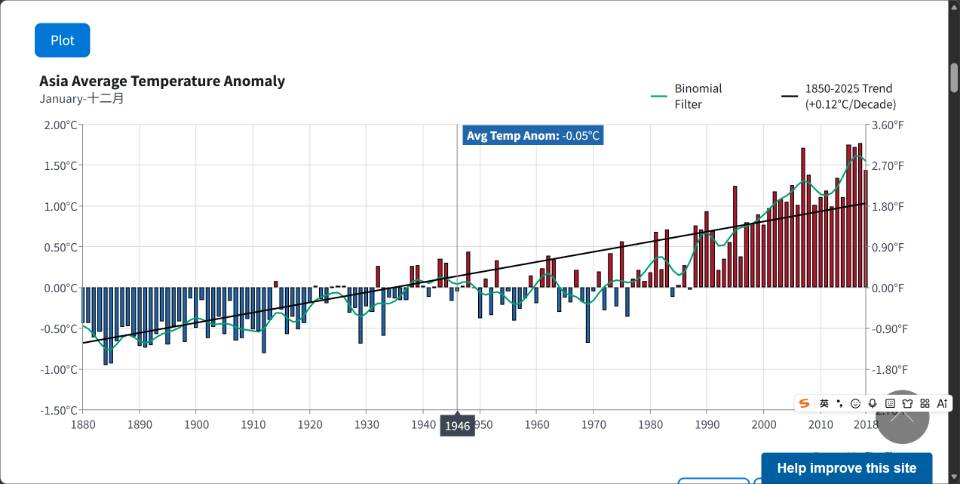 Plot
Asia Average Temperature Anomaly
January-十二月
Binomial
Filter
1850-2025 Trend
(+0.12°C/Decade)
2.00°C
3.60°F
Avg Temp Anom: -0.05°C
1.50°C
2.70°F
1.00°C
1.80°F
0.50°C
0.90°F
0.00°C
0.00°F
-0.50°C
-0.90°F
-1.00°C
-1.80°F
-1.50°C
英
1880
1890
1900
1910
1920
1930
1940
1946
1960
1970
1980
1990
2000
2010
2018
Help improve this site